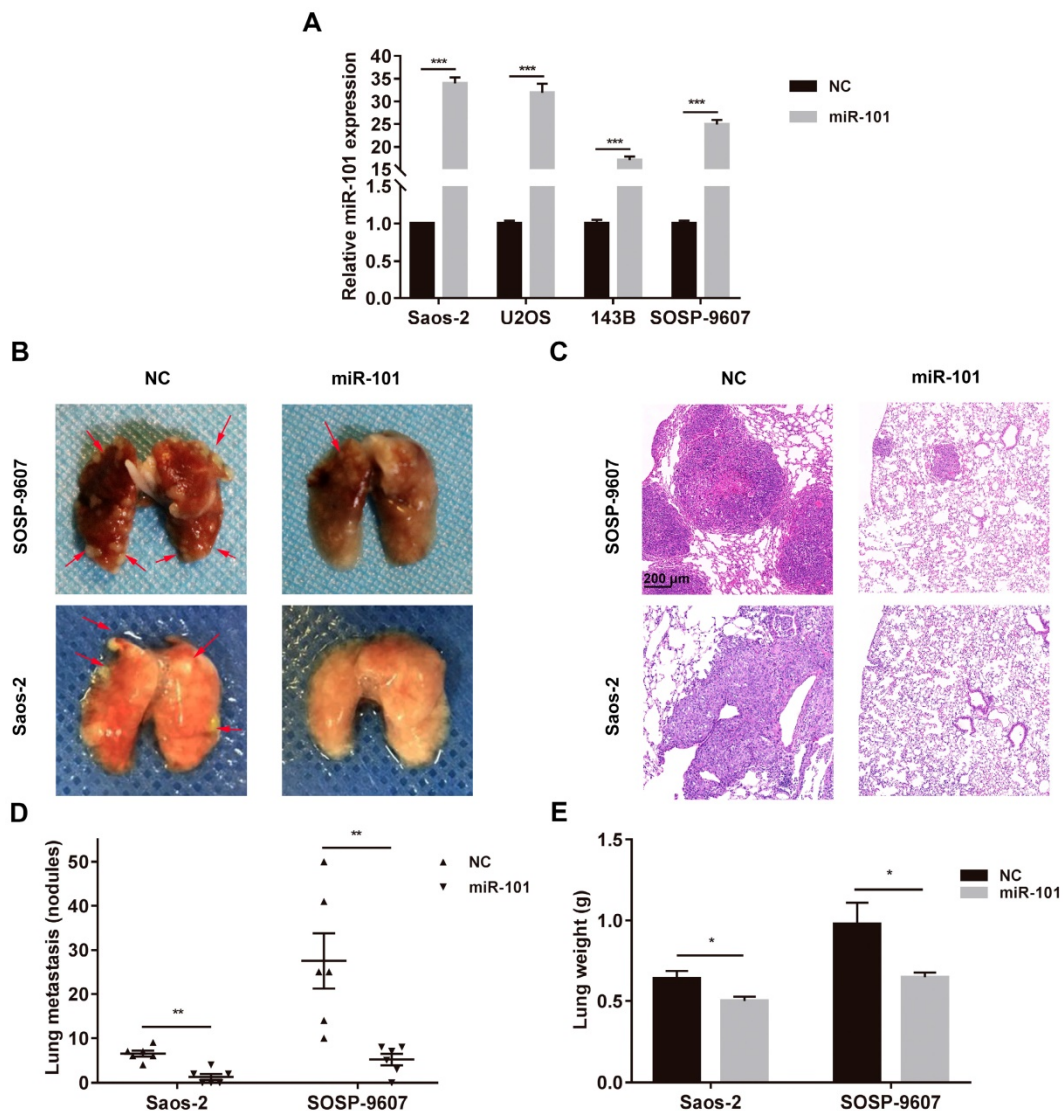 A
Relative miR-101 expression
40
35
30
25
20
15
1.5
1.0
0.5
0.0
***
***
***
***
Saos-2
U2OS
143B
SOSP-9607
NC
miR-101
B
NC
miR-101
SOSP-9607
Saos-2
C
NC
miR-101
SOSP-9607
200 μm
Saos-2
D
Lung metastasis (nodules)
50
40
30
20
10
0
**
**
NC
miR-101
Saos-2
SOSP-9607
E
Lung weight (g)
1.5
1.0
0.5
0.0
*
*
NC
miR-101
Saos-2
SOSP-9607